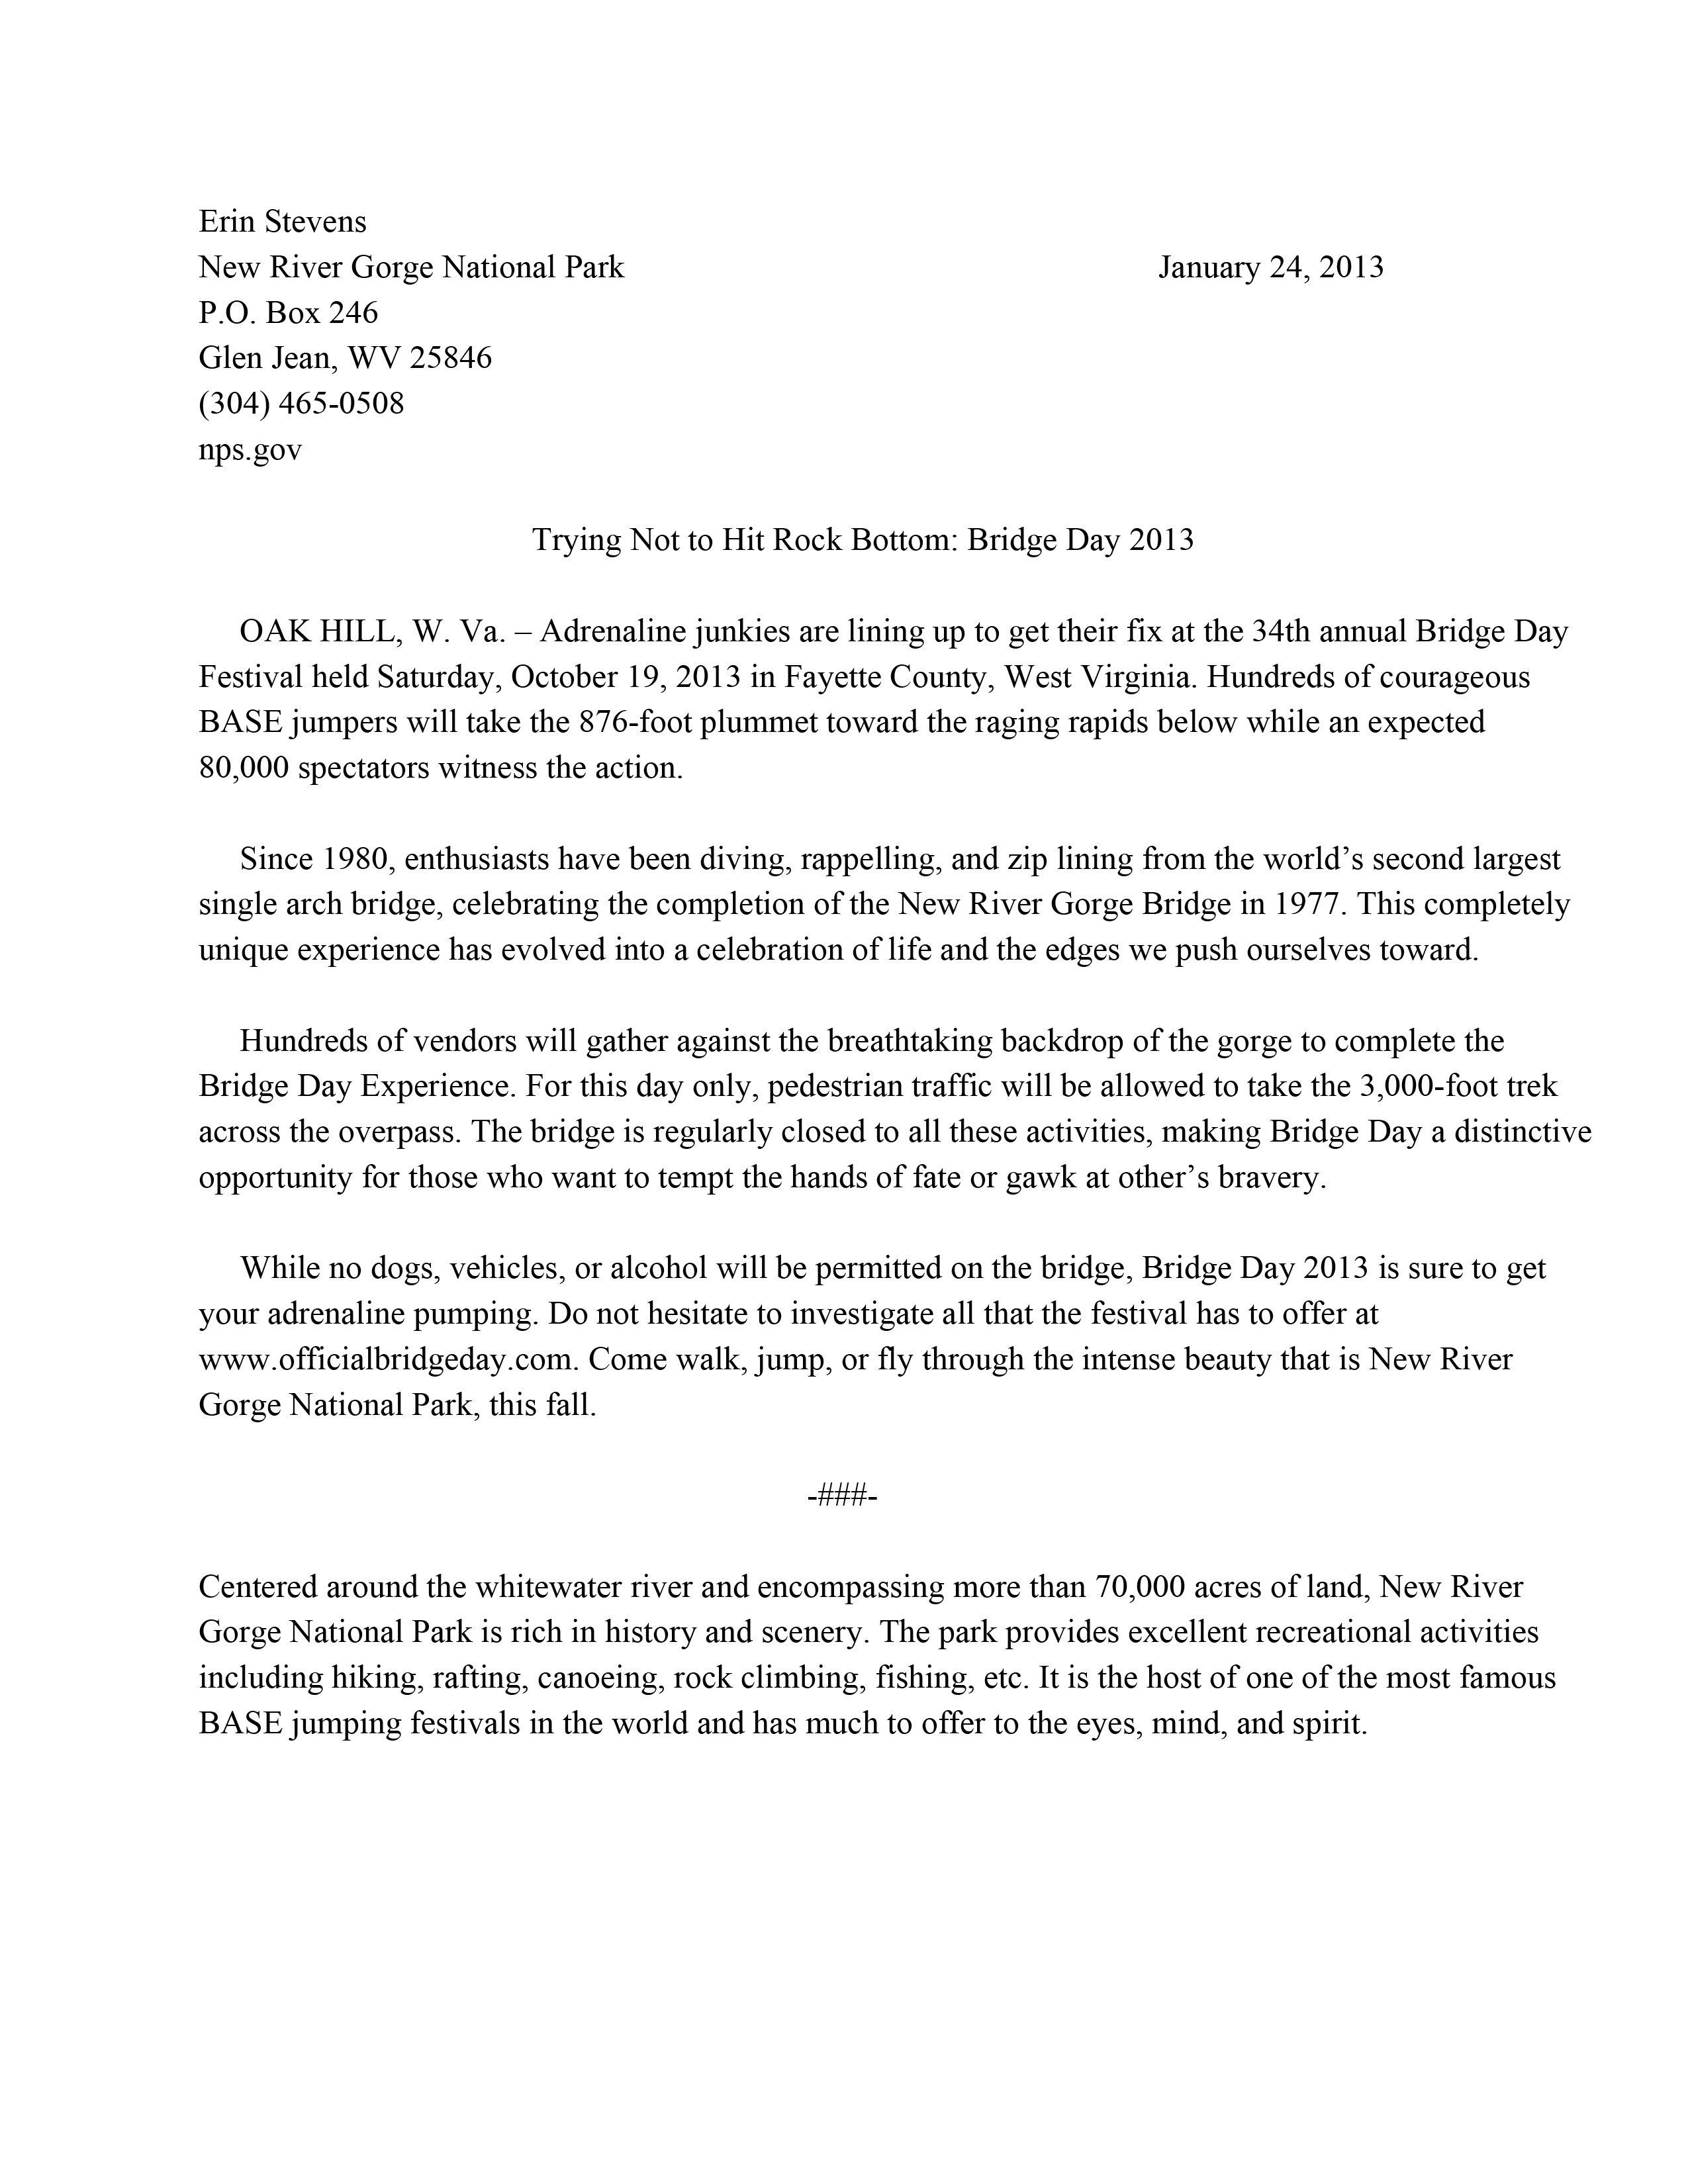 Erin Stevens
New River Gorge National Park January 24, 2013
P.O. Box 246
Glen Jean, WV 25846
(304) 465-0508
nps.gov
Trying Not to Hit Rock Bottom: Bridge Day 2013
OAK HILL, W. Va. – Adrenaline junkies are lining up to get their fix at the 34th annual Bridge Day
Festival held Saturday, October 19, 2013 in Fayette County, West Virginia. Hundreds of courageous
BASE jumpers will take the 876-foot plummet toward the raging rapids below while an expected
80,000 spectators witness the action.
Since 1980, enthusiasts have been diving, rappelling, and zip lining from the world’s second largest
single arch bridge, celebrating the completion of the New River Gorge Bridge in 1977. This completely
unique experience has evolved into a celebration of life and the edges we push ourselves toward.
Hundreds of vendors will gather against the breathtaking backdrop of the gorge to complete the
Bridge Day Experience. For this day only, pedestrian traffic will be allowed to take the 3,000-foot trek
across the overpass. The bridge is regularly closed to all these activities, making Bridge Day a distinctive
opportunity for those who want to tempt the hands of fate or gawk at other’s bravery.
While no dogs, vehicles, or alcohol will be permitted on the bridge, Bridge Day 2013 is sure to get
your adrenaline pumping. Do not hesitate to investigate all that the festival has to offer at
www.officialbridgeday.com. Come walk, jump, or fly through the intense beauty that is New River
Gorge National Park, this fall.
-###-
Centered around the whitewater river and encompassing more than 70,000 acres of land, New River
Gorge National Park is rich in history and scenery. The park provides excellent recreational activities
including hiking, rafting, canoeing, rock climbing, fishing, etc. It is the host of one of the most famous
BASE jumping festivals in the world and has much to offer to the eyes, mind, and spirit.